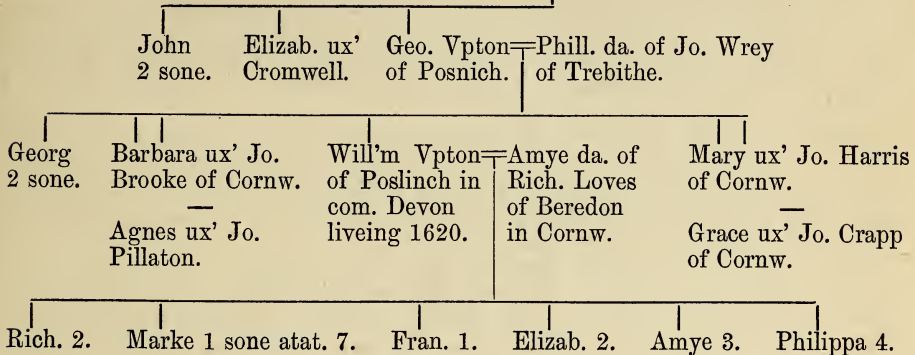 John
2 sone.
Elizab. ux’
Cromwell.
Geo. Vpton
of Posnich.
Phill. da. of Jo. Wrey
of Trebithe.
Georg
2 sone.
Barbara ux’ Jo.
Brooke of Cornw.
—
Agnes ux’ Jo.
Pillaton.
Will’m Vpton
of Poslinch in
com. Devon
liveing 1620.
Amye da. of
Rich. Loves
of Beredon
in Cornw.
Mary ux’ Jo. Harris
of Cornw.
—
Grace ux’ Jo. Crapp
of Cornw.
Rich. 2.
Marke 1 sone atat. 7.
Fran. 1.
Elizab. 2.
Amye 3.
Philippa 4.